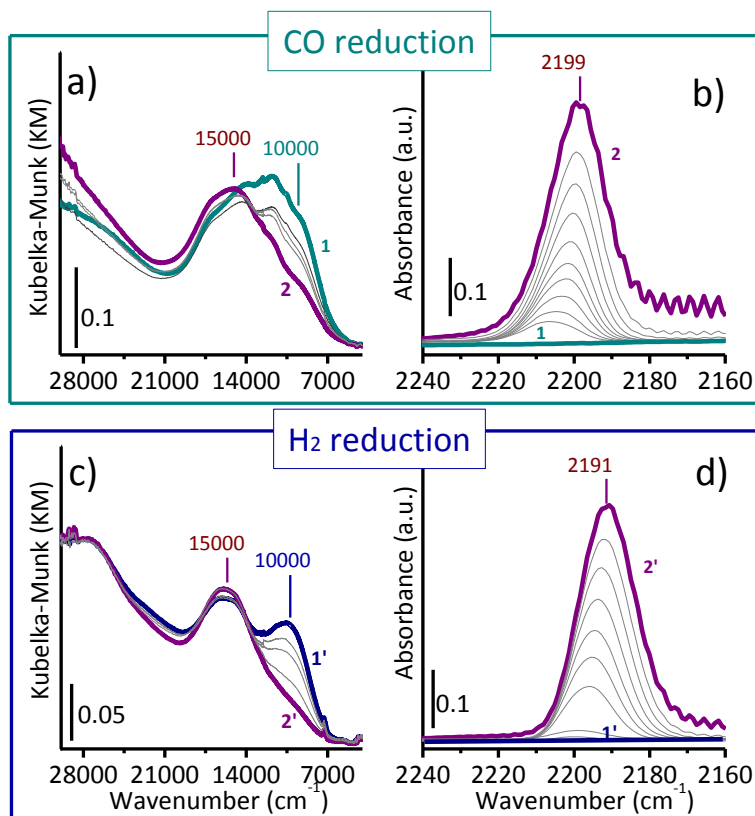 CO reduction
a)
15000
10000
Kubelka-Munk (KM)
1
2
0.1
28000 21000 14000 7000
b)
2199
2
Absorbance (a.u.)
0.1
1
2240 2220 2200 2180 2160
H₂ reduction
c)
15000
10000
Kubelka-Munk (KM)
1'
2'
0.05
28000 21000 14000 7000
Wavenumber (cm⁻¹)
d)
2191
2'
Absorbance (a.u.)
0.1
1'
2240 2220 2200 2180 2160
Wavenumber (cm⁻¹)